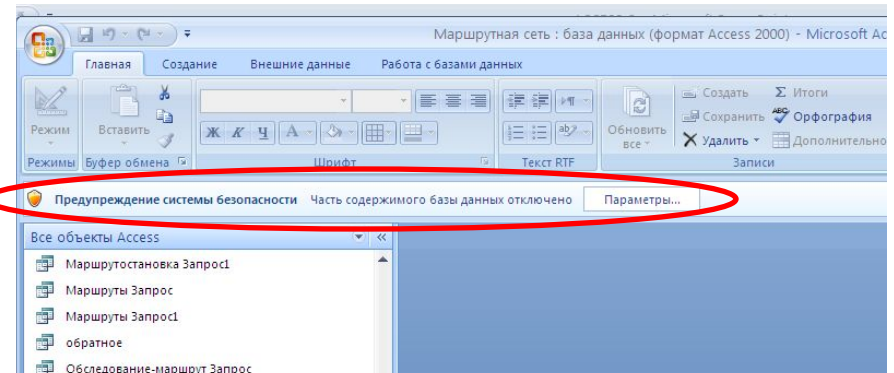 Маршрутная сеть : база данных (формат Access 2000) - Microsoft Ac
Главная Создание Внешние данные Работа с базами данных
Режим Вставить Ж К Ч А Обновить все Создать Сохранить Удалить Σ Итоги ABC Орфография Дополнительно
Режимы Буфер обмена Шрифт Текст RTF Записи
Предупреждение системы безопасности Часть содержимого базы данных отключено Параметры...
Все объекты Access
Маршрутостановка Запрос1
Маршруты Запрос
Маршруты Запрос1
обратное
Обследование-маршрут Запрос